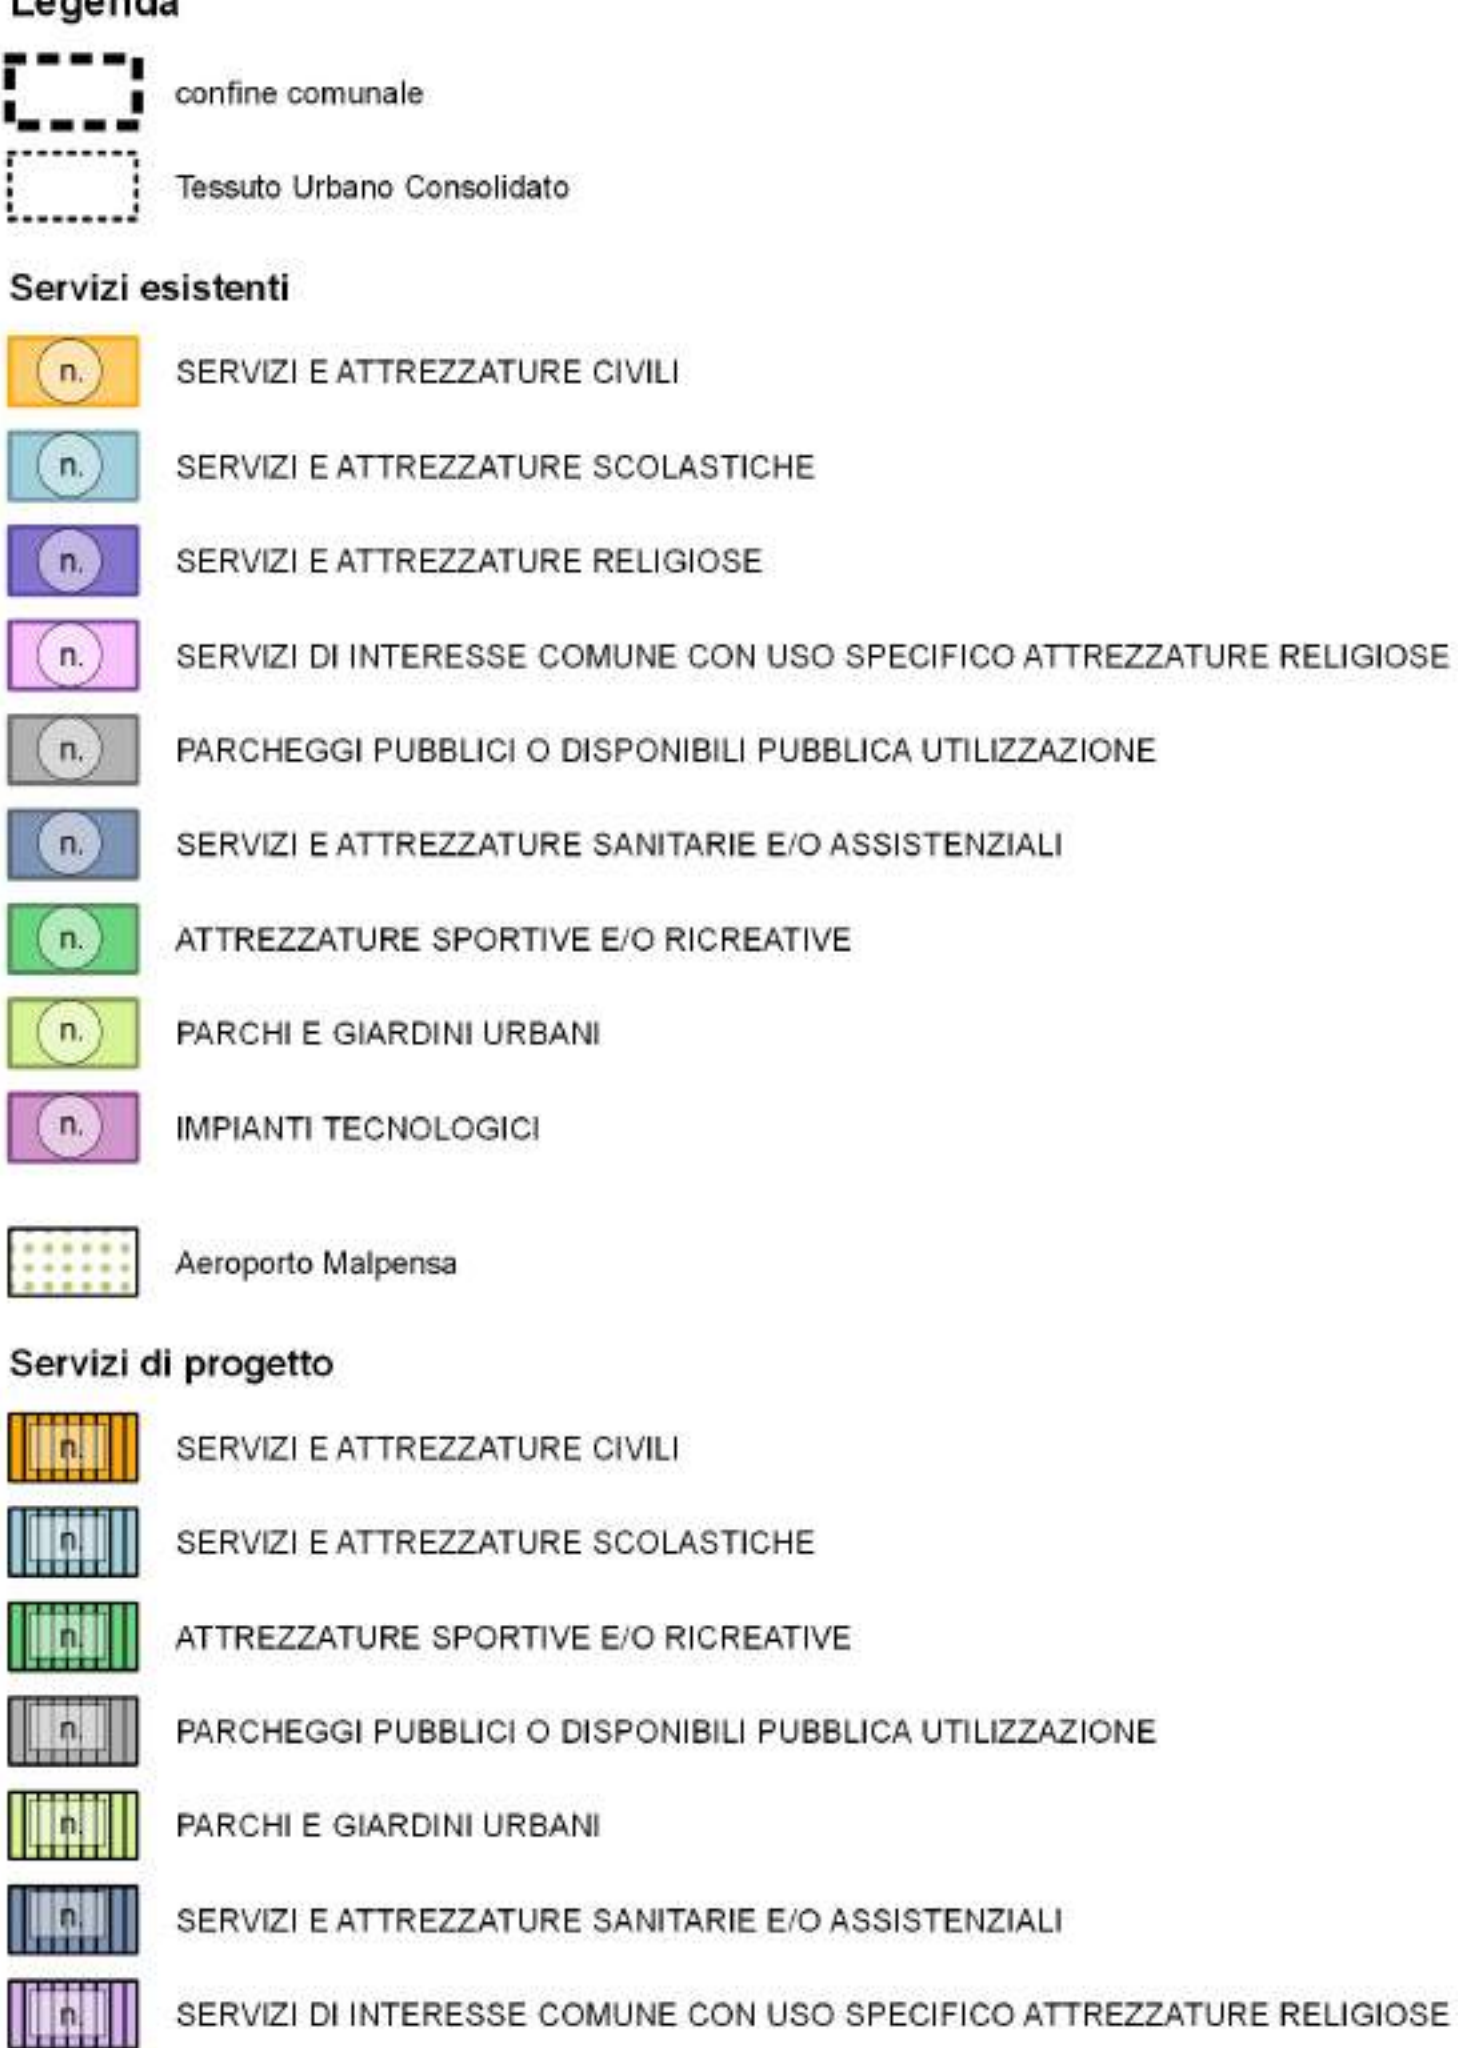 Legenda
confine comunale
Tessuto Urbano Consolidato
Servizi esistenti
n. SERVIZI E ATTREZZATURE CIVILI
n. SERVIZI E ATTREZZATURE SCOLASTICHE
n. SERVIZI E ATTREZZATURE RELIGIOSE
n. SERVIZI DI INTERESSE COMUNE CON USO SPECIFICO ATTREZZATURE RELIGIOSE
n. PARCHEGGI PUBBLICI O DISPONIBILI PUBBLICA UTILIZZAZIONE
n. SERVIZI E ATTREZZATURE SANITARIE E/O ASSISTENZIALI
n. ATTREZZATURE SPORTIVE E/O RICREATIVE
n. PARCHI E GIARDINI URBANI
n. IMPIANTI TECNOLOGICI
Aeroporto Malpensa
Servizi di progetto
n. SERVIZI E ATTREZZATURE CIVILI
n. SERVIZI E ATTREZZATURE SCOLASTICHE
n. ATTREZZATURE SPORTIVE E/O RICREATIVE
n. PARCHEGGI PUBBLICI O DISPONIBILI PUBBLICA UTILIZZAZIONE
n. PARCHI E GIARDINI URBANI
n. SERVIZI E ATTREZZATURE SANITARIE E/O ASSISTENZIALI
n. SERVIZI DI INTERESSE COMUNE CON USO SPECIFICO ATTREZZATURE RELIGIOSE